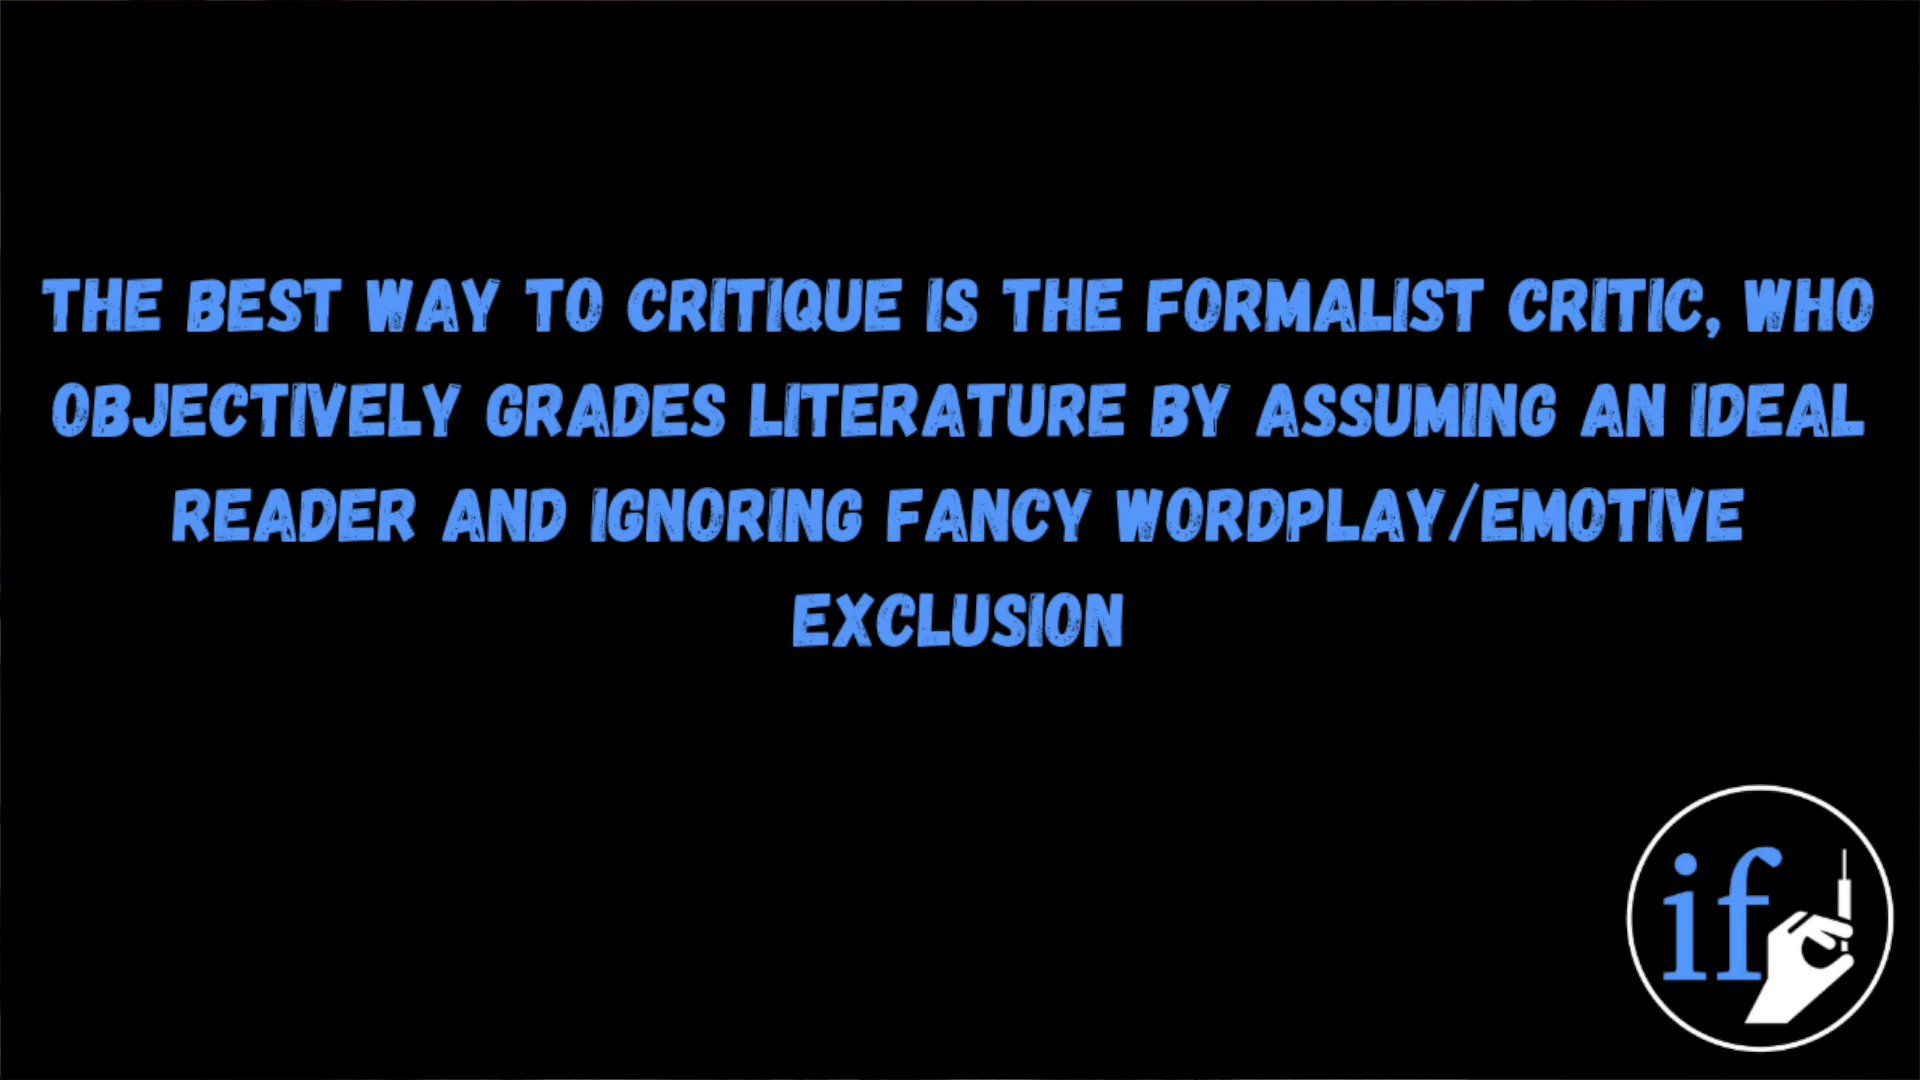 THE BEST WAY TO CRITIQUE IS THE FORMALIST CRITIC, WHO
OBJECTIVELY GRADES LITERATURE BY ASSUMING AN IDEAL
READER AND IGNORING FANCY WORDPLAY/EMOTIVE
EXCLUSION
if